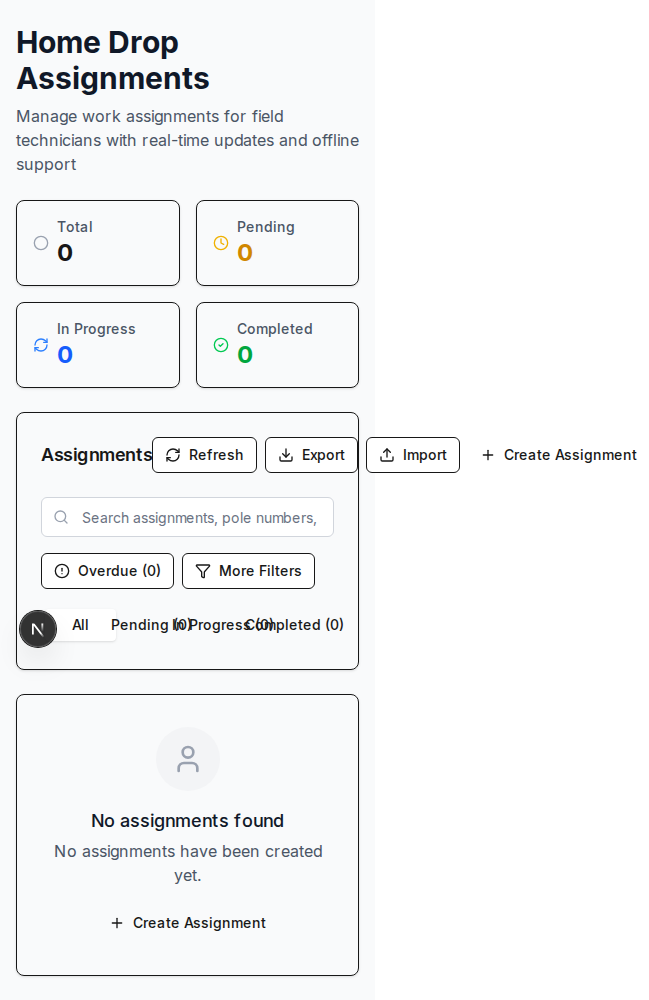 Home Drop
Assignments
Manage work assignments for field
technicians with real-time updates and offline
support
Total
0
Pending
0
In Progress
0
Completed
0
Assignments
Refresh
Export
Import
Create Assignment
Search assignments, pole numbers,
Overdue (0)
More Filters
N
All
Pending (0)
In Progress (0)
Completed (0)
No assignments found
No assignments have been created
yet.
Create Assignment